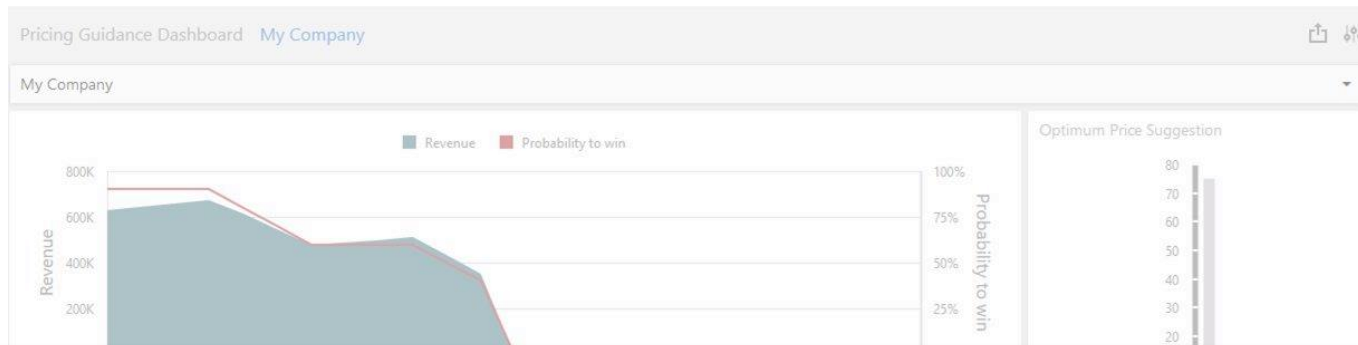 Pricing Guidance Dashboard My Company
My Company
Revenue Probability to win
Optimum Price Suggestion
800K
600K
400K
200K
Revenue
100%
75%
50%
25%
Probability to win
80
70
60
50
40
30
20